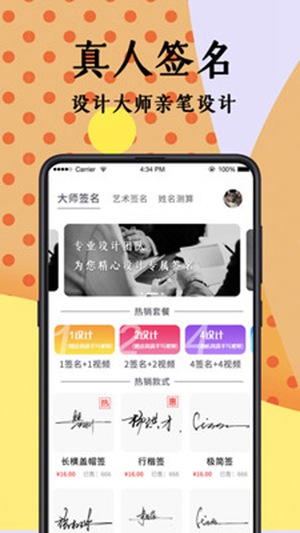 真人签名
设计大师亲笔设计
Carrier 4:34 PM 100%
大师签名 艺术签名 姓名测算
专业设计团队
为您精心设计专属签名
热销套餐
1设计 2设计 4设计
1签名+1视频 2签名+2视频 4签名+4视频
热销款式
热 惠
长横盖帽签 行楷签 极简签
¥16.00 已售：666 ¥16.00 已售：666 ¥16.00 已售：666